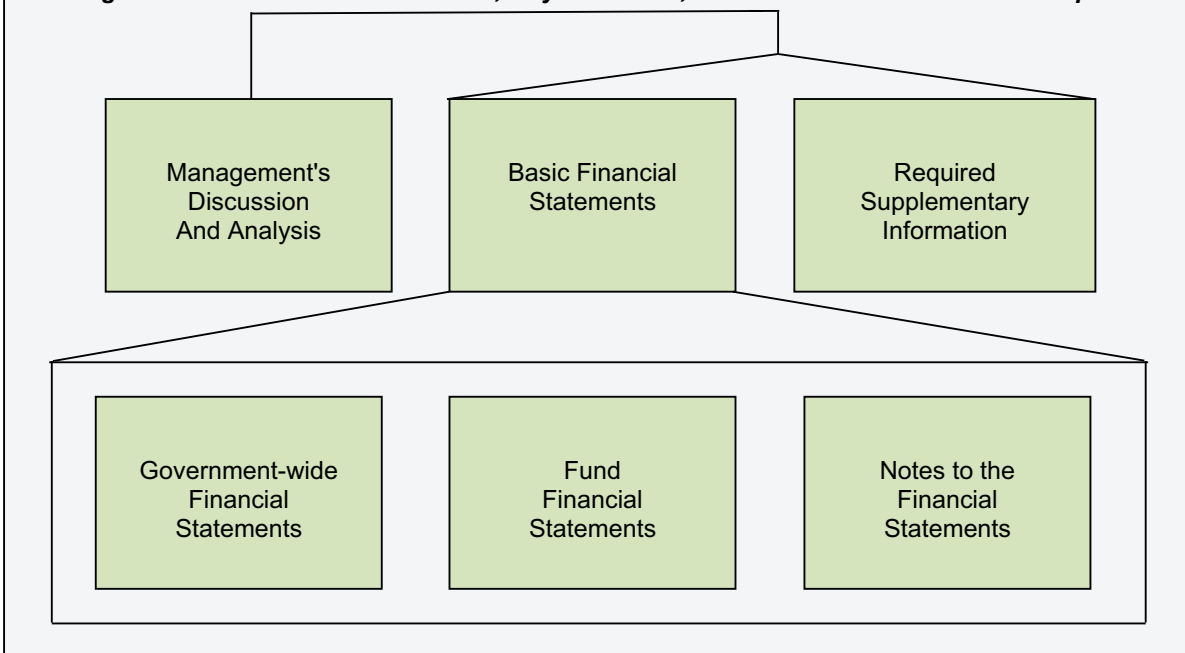 Management's
Discussion
And Analysis
Basic Financial
Statements
Required
Supplementary
Information
Government-wide
Financial
Statements
Fund
Financial
Statements
Notes to the
Financial
Statements